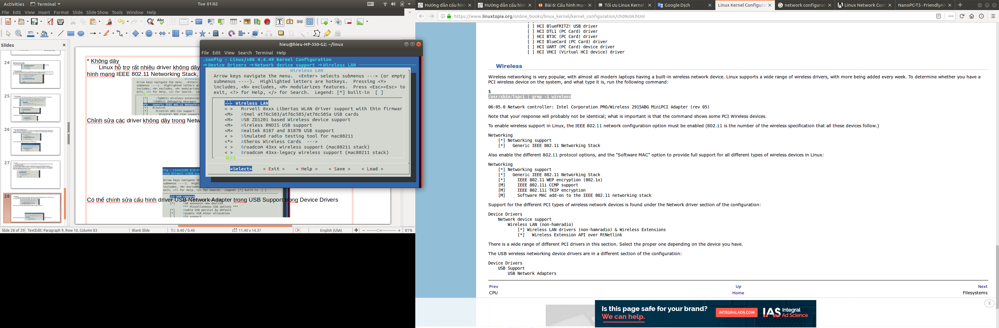 Activities Terminal
Tue 01:02
File Edit View Insert Format Slide Slide Show Tools Window Help
Slides
24
25
26
27
28
* Không dây
Linux hỗ trợ rất nhiều driver không dây
hình mạng IEEE 802.11 Networking Stack,
Arrow keys navigate the menu. <Enter>
submenus ----). Highlighted letters are
includes, <N> excludes, <M> modularizes
exit, <?> for Help, </> for Search. Le
[*] cfg80211 wireless extensions
[ ] lib80211 debugging messages
<*> Generic IEEE 802.11 Networkin
[*] Minstrel
[*] Minstrel 802.11n support
[ ] Minstrel 802.11ac support
Chỉnh sửa các driver không dây trong Netw
Arrow keys navigate th
submenus ----). Highl
includes, <N> excludes
exit, <?> for Help, </> for Search. Legend: [*] built-in [ ]
--- USB support
[*] USB announce new devices
*** Miscellaneous USB options ***
[*] Enable USB persist by default
[*] Dynamic USB minor allocation
[ ] OTG support
Có thể chính sửa cấu hình driver USB Network Adapter trong USB Support trong Device Drivers
Slide 28 of 29 TextEdit: Paragraph 9, Row 10, Column 83 Blank Slide 0.40 / 0.40 11.40 x 14.37 English (USA) 81%
hieu@hieu-HP-350-G2: ~/linux
File Edit View Search Terminal Help
.config - Linux/x86 4.4.49 Kernel Configuration
→ Device Drivers → Network device support → Wireless LAN
Wireless LAN
Arrow keys navigate the menu. <Enter> selects submenus ---> (or empty
submenus ----). Highlighted letters are hotkeys. Pressing <Y>
includes, <N> excludes, <M> modularizes features. Press <Esc><Esc> to
exit, <?> for Help, </> for Search. Legend: [*] built-in [ ]
--- Wireless LAN
< > Marvell 8xxx Libertas WLAN driver support with thin firmwar
<M> Atmel at76c503/at76c505/at76c505a USB cards
<M> USB ZD1201 based Wireless device support
<M> Wireless RNDIS USB support
<M> Realtek 8187 and 8187B USB support
< > Simulated radio testing tool for mac80211
<*> Atheros Wireless Cards --->
< > Broadcom 43xx wireless support (mac80211 stack)
< > Broadcom 43xx-legacy wireless support (mac80211 stack)
↓(+)
<Select> < Exit > < Help > < Save > < Load >
Hướng dẫn cấu hìn
Hướng dẫn cấu hìn
Bài 6: Cấu hình mạn
Tối ưu Linux Kernel
Google Dịch
Linux Kernel Configura
network configurat
Linux Network Conf
NanoPC-T3 - FriendlyAR
https://www.linuxtopia.org/online_books/linux_kernel/kernel_configuration/ch09s04.html
[ ] HCI BlueFRITZ! USB driver
[ ] HCI DTL1 (PC Card) driver
[ ] HCI BT3C (PC Card) driver
[ ] HCI BlueCard (PC Card) driver
[ ] HCI UART (PC Card) device driver
[ ] HCI VHCI (Virtual HCI device) driver
Wireless
Wireless networking is very popular, with almost all modern laptops having a built-in wireless network device. Linux supports a wide range of wireless drivers, with more being added every week. To determine whether you have a
PCI wireless device on the system, and what type it is, run the following command:
$
/usr/sbin/lspci | grep -i wireless
06:05.0 Network controller: Intel Corporation PRO/Wireless 2915ABG MiniPCI Adapter (rev 05)
Note that your response will probably not be identical; what is important is that the command shows some PCI Wireless devices.
To enable wireless support in Linux, the IEEE 802.11 network configuration option must be enabled (802.11 is the number of the wireless specification that all these devices follow.)
Networking
[*] Networking support
[*] Generic IEEE 802.11 Networking Stack
Also enable the different 802.11 protocol options, and the "Software MAC" option to provide full support for all different types of wireless devices in Linux:
Networking
[*] Networking support
[*] Generic IEEE 802.11 Networking Stack
[*] IEEE 802.11 WEP encryption (802.1x)
[M] IEEE 802.11i CCMP support
[M] IEEE 802.11i TKIP encryption
[M] Software MAC add-on to the IEEE 802.11 networking stack
Support for the different PCI types of wireless network devices is found under the Network driver section of the configuration:
Device Drivers
Network device support
Wireless LAN (non-hamradio)
[*] Wireless LAN drivers (non-hamradio) & Wireless Extensions
[*] Wireless Extension API over RtNetlink
There is a wide range of different PCI drivers in this section. Select the proper one depending on the device you have.
The USB wireless networking device drivers are in a different section of the configuration:
Device Drivers
USB Support
USB Network Adapters
Prev Up Next
CPU Home Filesystems
Is this page safe for your brand?
We can help.
INTEGRALADS.COM
IAS Integral
Ad Science
X